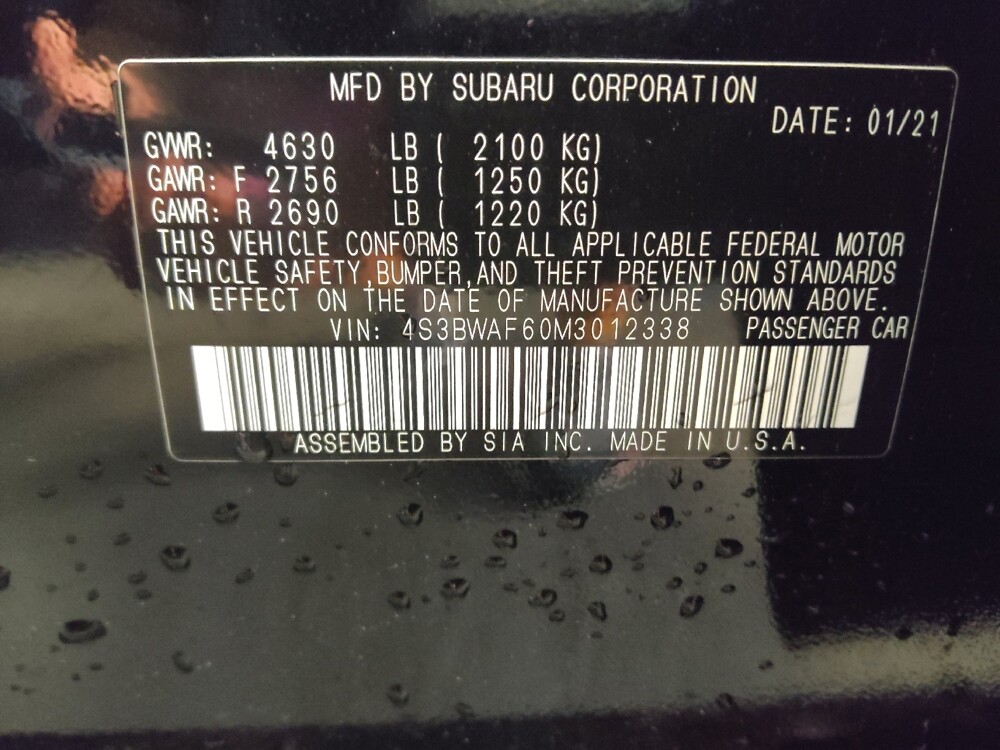 MFD BY SUBARU CORPORATION
DATE: 01/21
GVWR: 4630 LB ( 2100 KG)
GAWR: F 2756 LB ( 1250 KG)
GAWR: R 2690 LB ( 1220 KG)
THIS VEHICLE CONFORMS TO ALL APPLICABLE FEDERAL MOTOR
VEHICLE SAFETY,BUMPER,AND THEFT PREVENTION STANDARDS
IN EFFECT ON THE DATE OF MANUFACTURE SHOWN ABOVE.
VIN: 4S3BWAF60M3012338 PASSENGER CAR
ASSEMBLED BY SIA INC. MADE IN U.S.A.